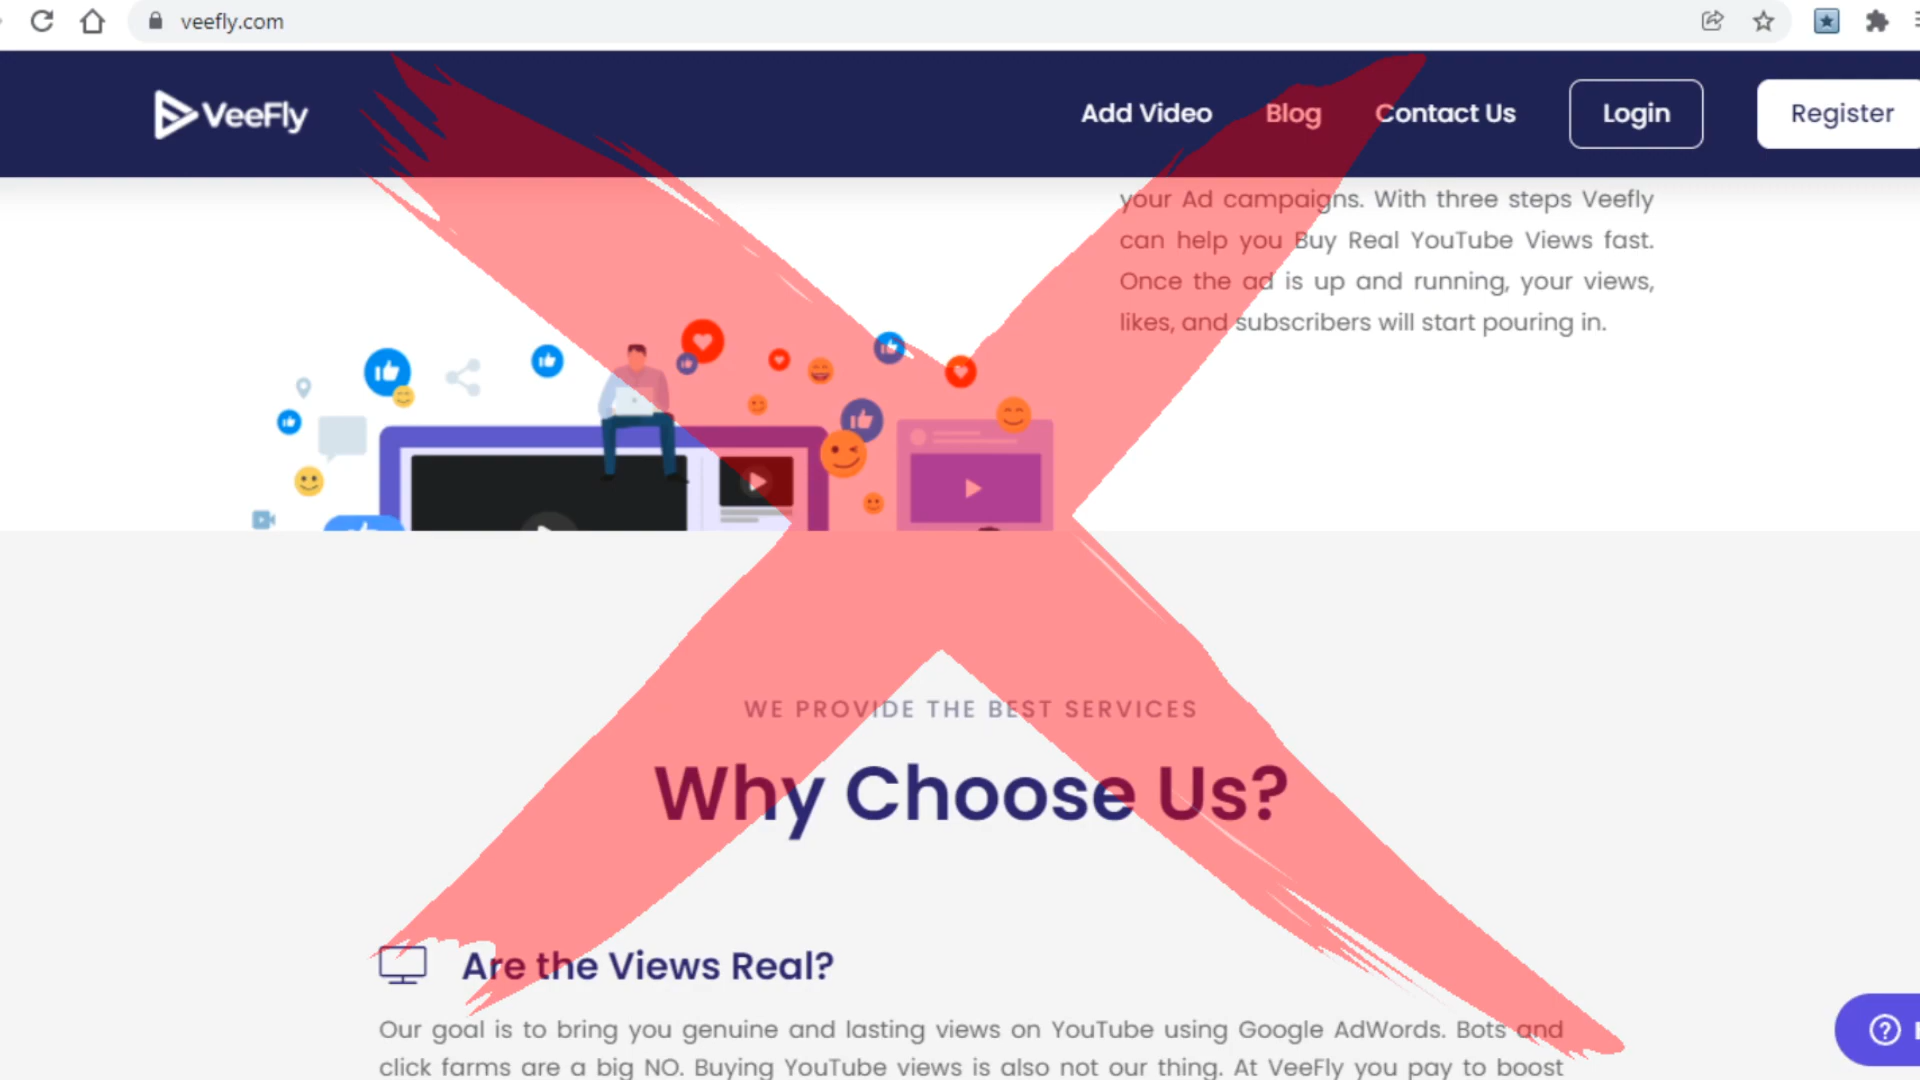 veefly.com
VeeFly
Add Video
Blog
Contact Us
Login
Register
your Ad campaigns. With three steps Veefly
can help you Buy Real YouTube Views fast.
Once the ad is up and running, your views,
likes, and subscribers will start pouring in.
WE PROVIDE THE BEST SERVICES
Why Choose Us?
Are the Views Real?
Our goal is to bring you genuine and lasting views on YouTube using Google AdWords. Bots and
click farms are a big NO. Buying YouTube views is also not our thing. At VeeFly you pay to boost